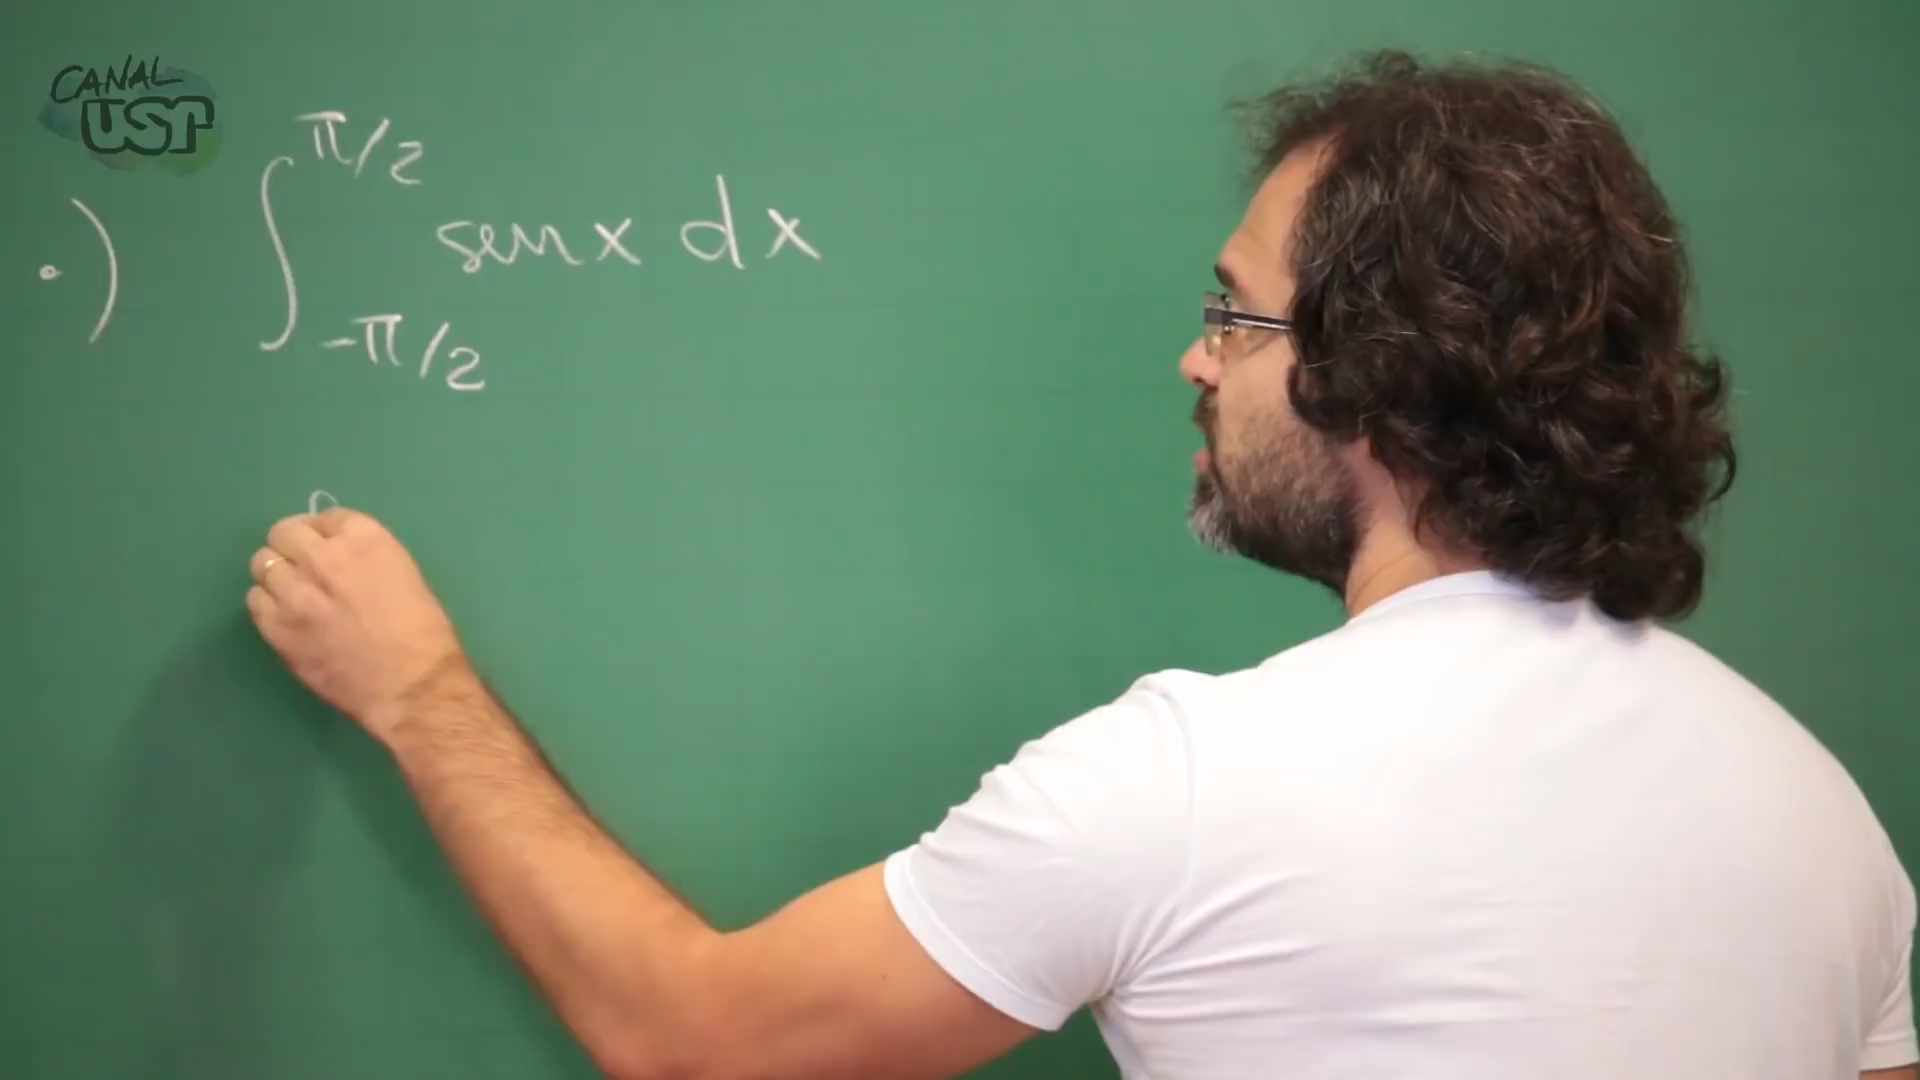 CANAL
USP
•) ∫_{-π/2}^{π/2} sen x dx